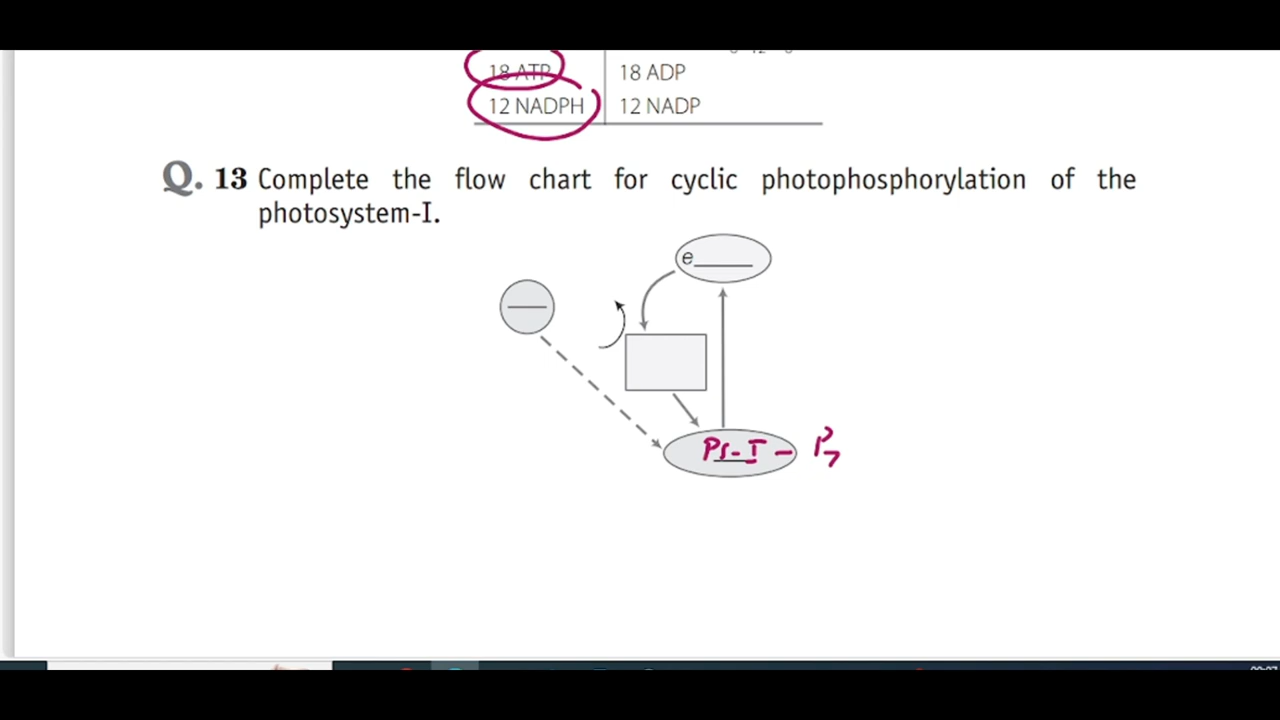 18 ATP 18 ADP
12 NADPH 12 NADP
Q. 13 Complete the flow chart for cyclic photophosphorylation of the
photosystem-I.
e
PS-I - P7